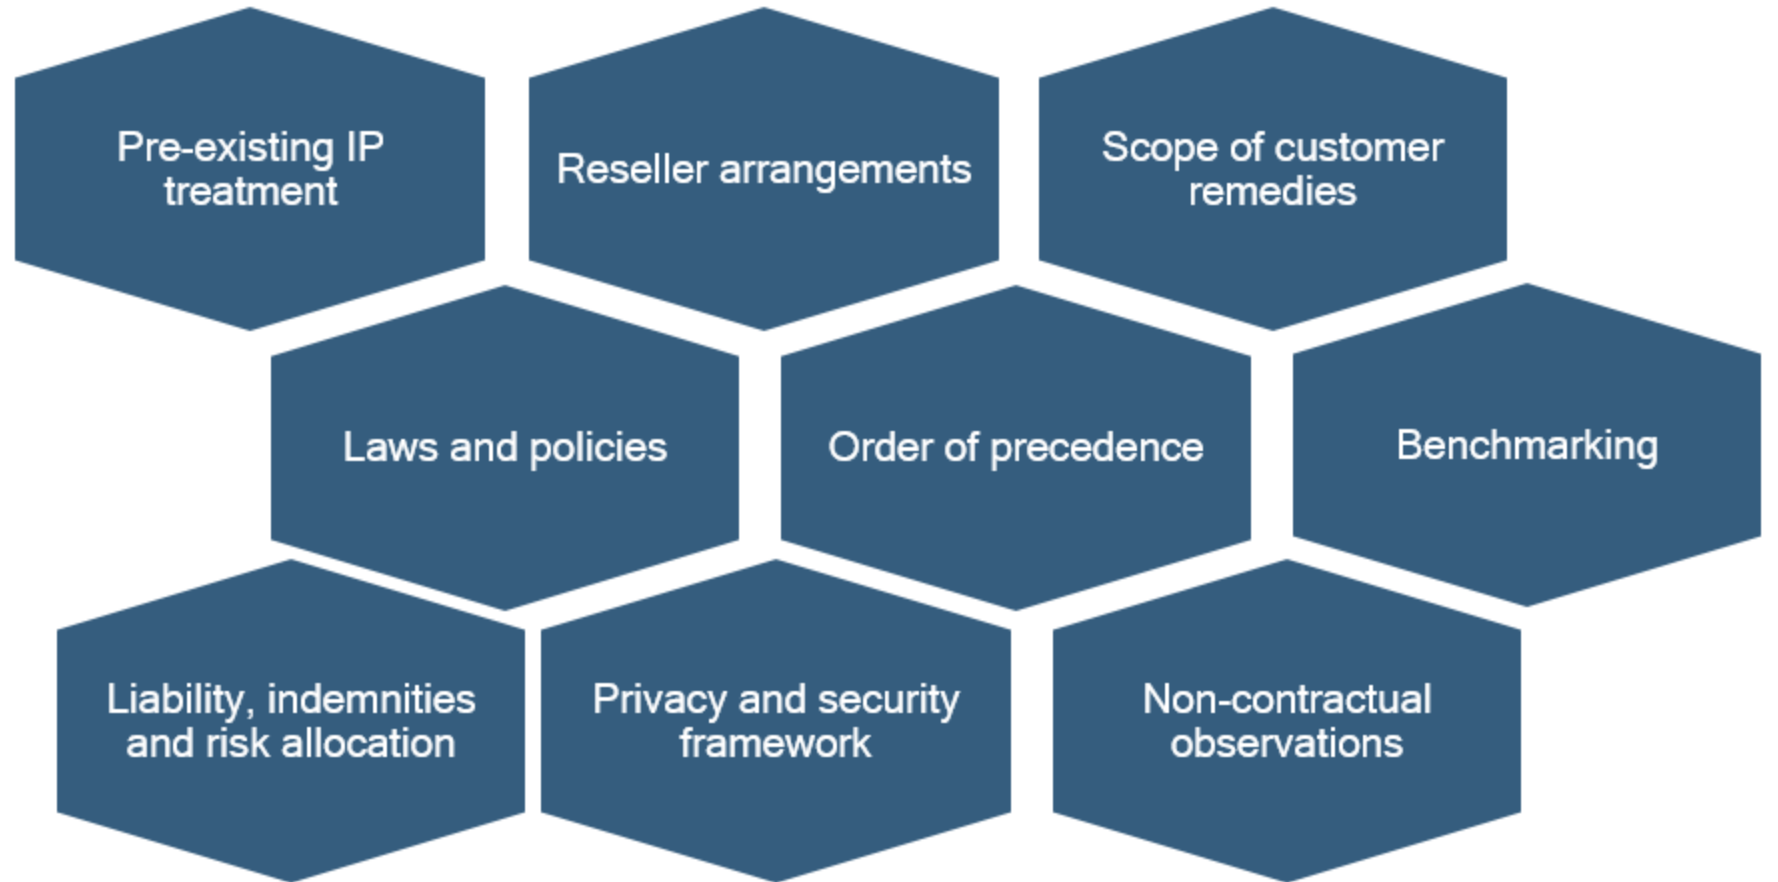 Pre-existing IP
treatment
Reseller arrangements
Scope of customer
remedies
Laws and policies
Order of precedence
Benchmarking
Liability, indemnities
and risk allocation
Privacy and security
framework
Non-contractual
observations